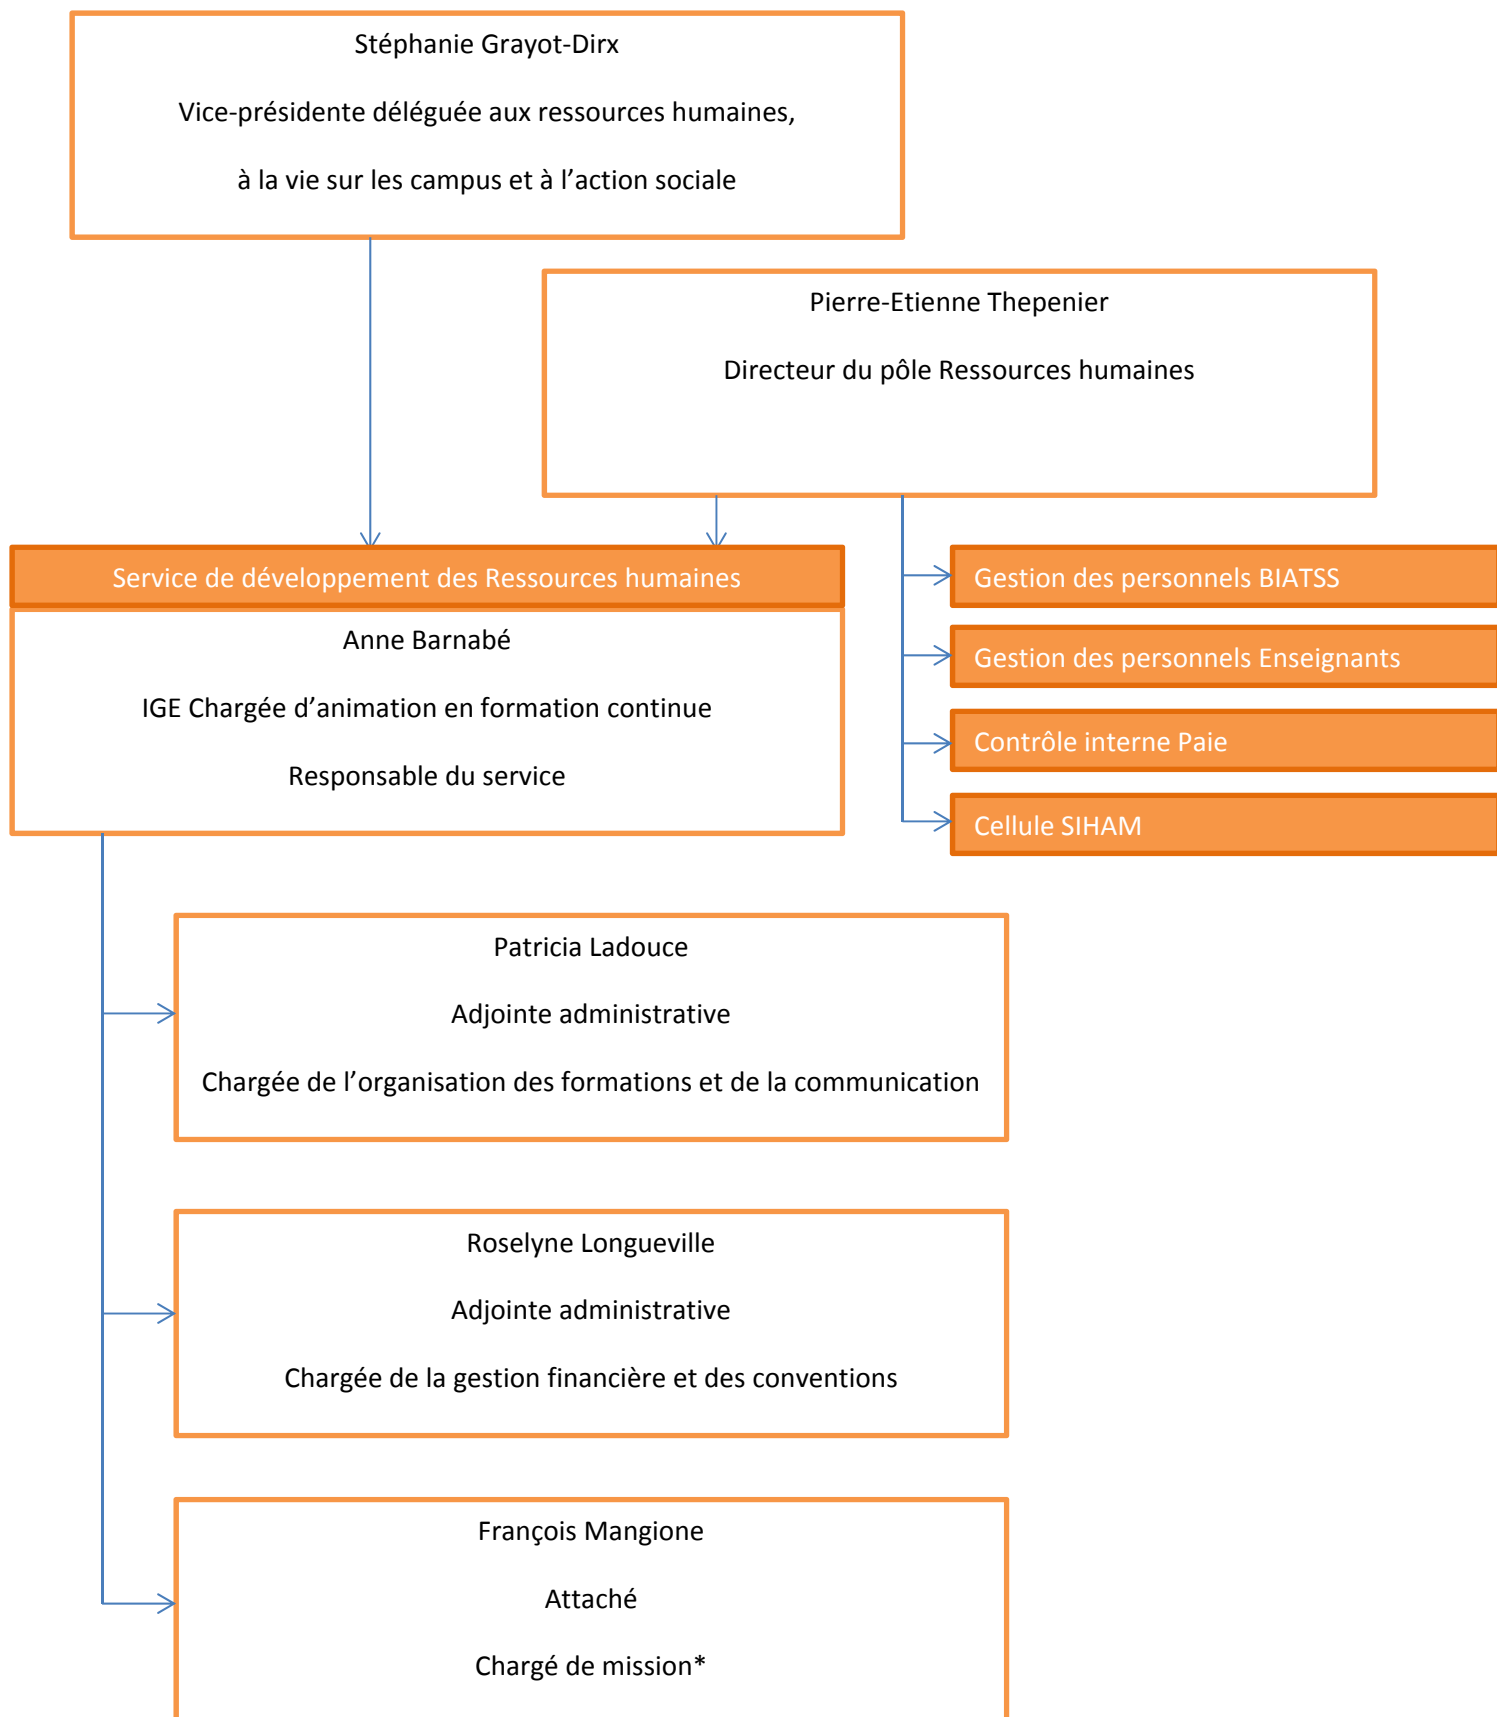 Stéphanie Grayot-Dirx
Vice-présidente déléguée aux ressources humaines,
à la vie sur les campus et à l’action sociale
Pierre-Etienne Thepenier
Directeur du pôle Ressources humaines
Service de développement des Ressources humaines
Anne Barnabé
IGE Chargée d’animation en formation continue
Responsable du service
Gestion des personnels BIATSS
Gestion des personnels Enseignants
Contrôle interne Paie
Cellule SIHAM
Patricia Ladouce
Adjointe administrative
Chargée de l’organisation des formations et de la communication
Roselyne Longueville
Adjointe administrative
Chargée de la gestion financière et des conventions
François Mangione
Attaché
Chargé de mission*